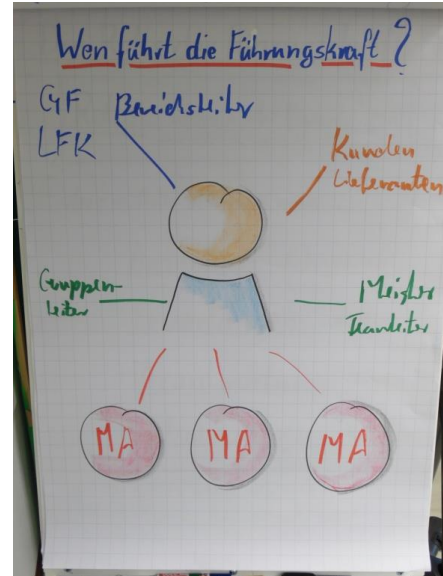 Wen führt die Führungskraft?
GF Bereichsleiter
LFK
Kunden
Lieferanten
Gruppen-
leiter
Meister
Teamleiter
MA MA MA